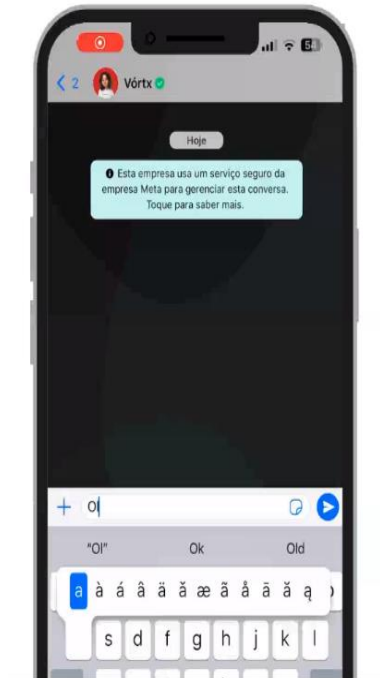 54
2 Vórtx
Hoje
Esta empresa usa um serviço seguro da
empresa Meta para gerenciar esta conversa.
Toque para saber mais.
Ol
"Ol" Ok Old
a à á â ä ǎ æ ã å ā ă ą
s d f g h j k l